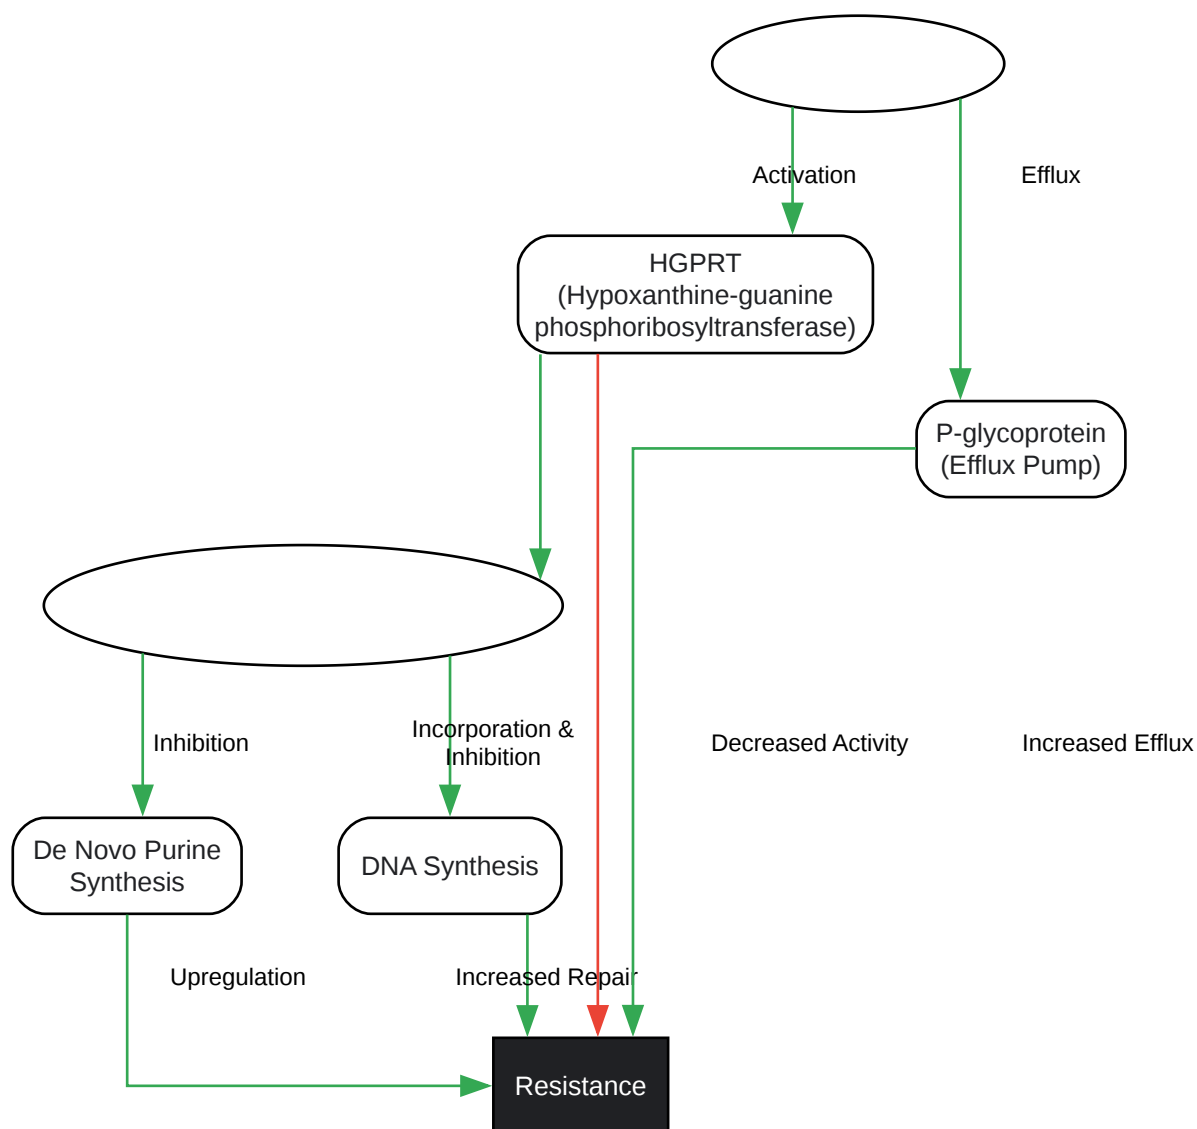 Activation
Efflux
HGPRT
(Hypoxanthine-guanine
phosphoribosyltransferase)
P-glycoprotein
(Efflux Pump)
Inhibition
Incorporation &
Inhibition
Decreased Activity
Increased Efflux
De Novo Purine
Synthesis
DNA Synthesis
Upregulation
Increased Repair
Resistance